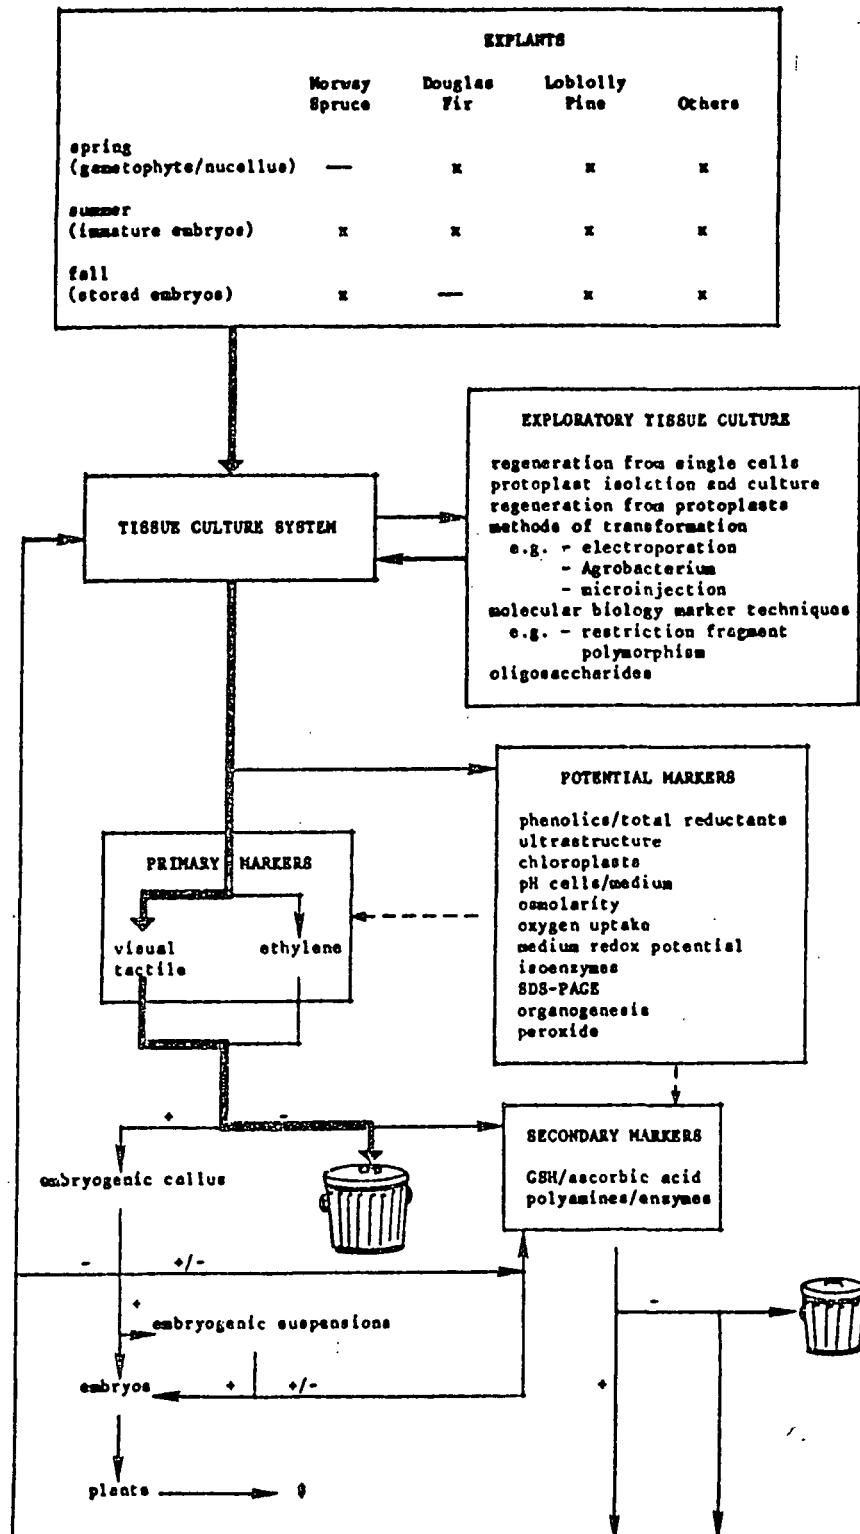 EXPLANTS
Norway Spruce Douglas Fir Loblolly Pine Others
spring
(gametophyte/nucellus) — x x x
summer
(immature embryos) x x x x
fall
(stored embryos) x — x x
EXPLORATORY TISSUE CULTURE
regeneration from single cells
protoplast isolation and culture
regeneration from protoplasts
methods of transformation
e.g. - electroporation
- Agrobacterium
- microinjection
molecular biology marker techniques
e.g. - restriction fragment
polymorphism
oligosaccharides
TISSUE CULTURE SYSTEM
POTENTIAL MARKERS
phenolics/total reductants
ultrastructure
chloroplasts
pH cells/medium
osmolarity
oxygen uptake
medium redox potential
isoenzymes
SDS-PAGE
organogenesis
peroxide
PRIMARY MARKERS
visual
tactile
ethylene
+ -
SECONDARY MARKERS
GSH/ascorbic acid
polyamines/enzymes
embryogenic callus
- +/-
+
embryogenic suspensions
-
embryos + +/-
+
plants